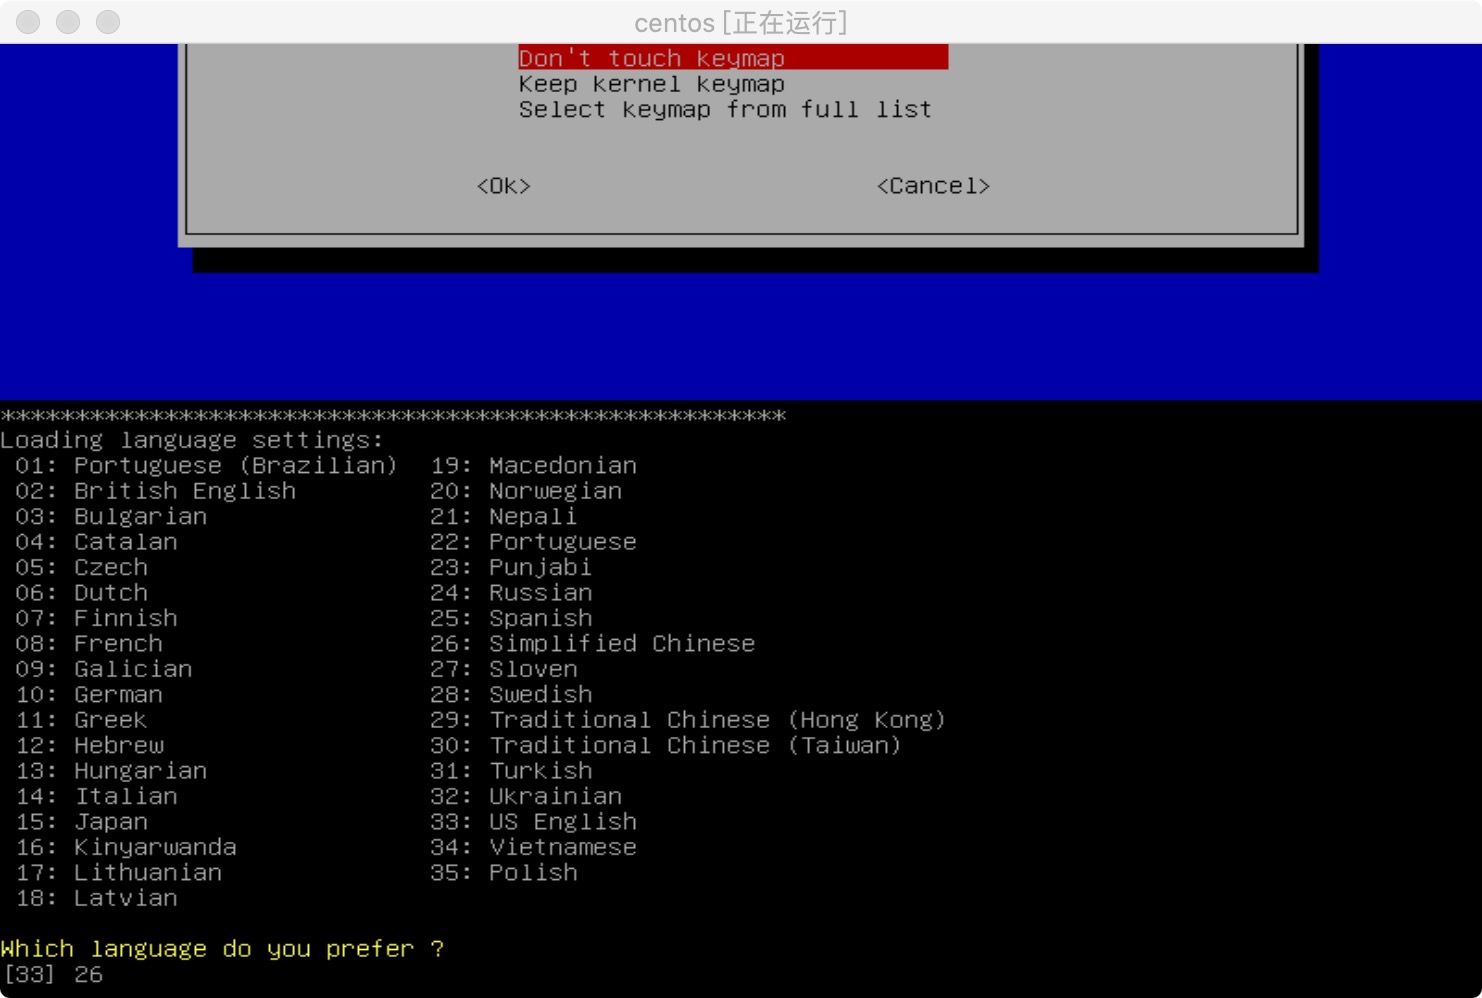 centos [正在运行]
Don't touch keymap
Keep kernel keymap
Select keymap from full list
<Ok> <Cancel>
*****************************************************
Loading language settings:
01: Portuguese (Brazilian) 19: Macedonian
02: British English 20: Norwegian
03: Bulgarian 21: Nepali
04: Catalan 22: Portuguese
05: Czech 23: Punjabi
06: Dutch 24: Russian
07: Finnish 25: Spanish
08: French 26: Simplified Chinese
09: Galician 27: Sloven
10: German 28: Swedish
11: Greek 29: Traditional Chinese (Hong Kong)
12: Hebrew 30: Traditional Chinese (Taiwan)
13: Hungarian 31: Turkish
14: Italian 32: Ukrainian
15: Japan 33: US English
16: Kinyarwanda 34: Vietnamese
17: Lithuanian 35: Polish
18: Latvian
Which language do you prefer ?
[33] 26